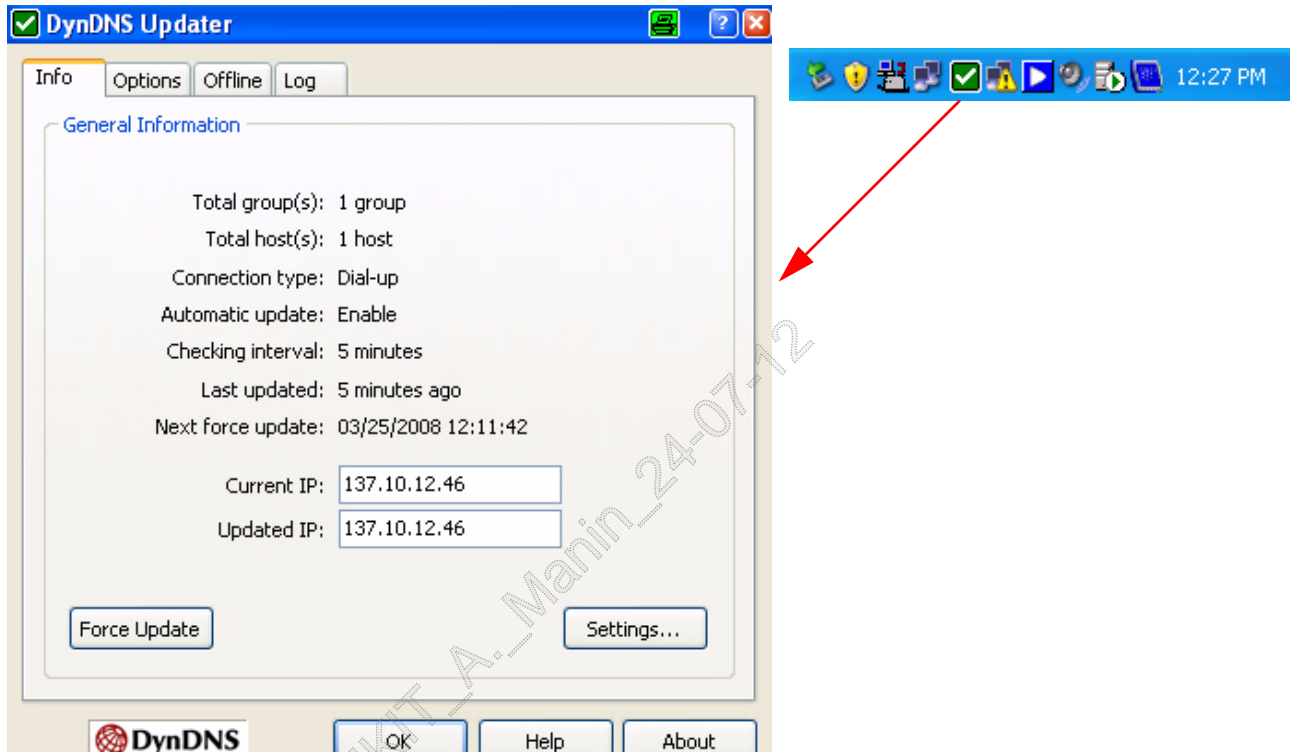 DynDNS Updater
Info Options Offline Log
12:27 PM
General Information
Total group(s): 1 group
Total host(s): 1 host
Connection type: Dial-up
Automatic update: Enable
Checking interval: 5 minutes
Last updated: 5 minutes ago
Next force update: 03/25/2008 12:11:42
Current IP: 137.10.12.46
Updated IP: 137.10.12.46
Force Update Settings...
DynDNS OK Help About
A._Manin_24-07-12